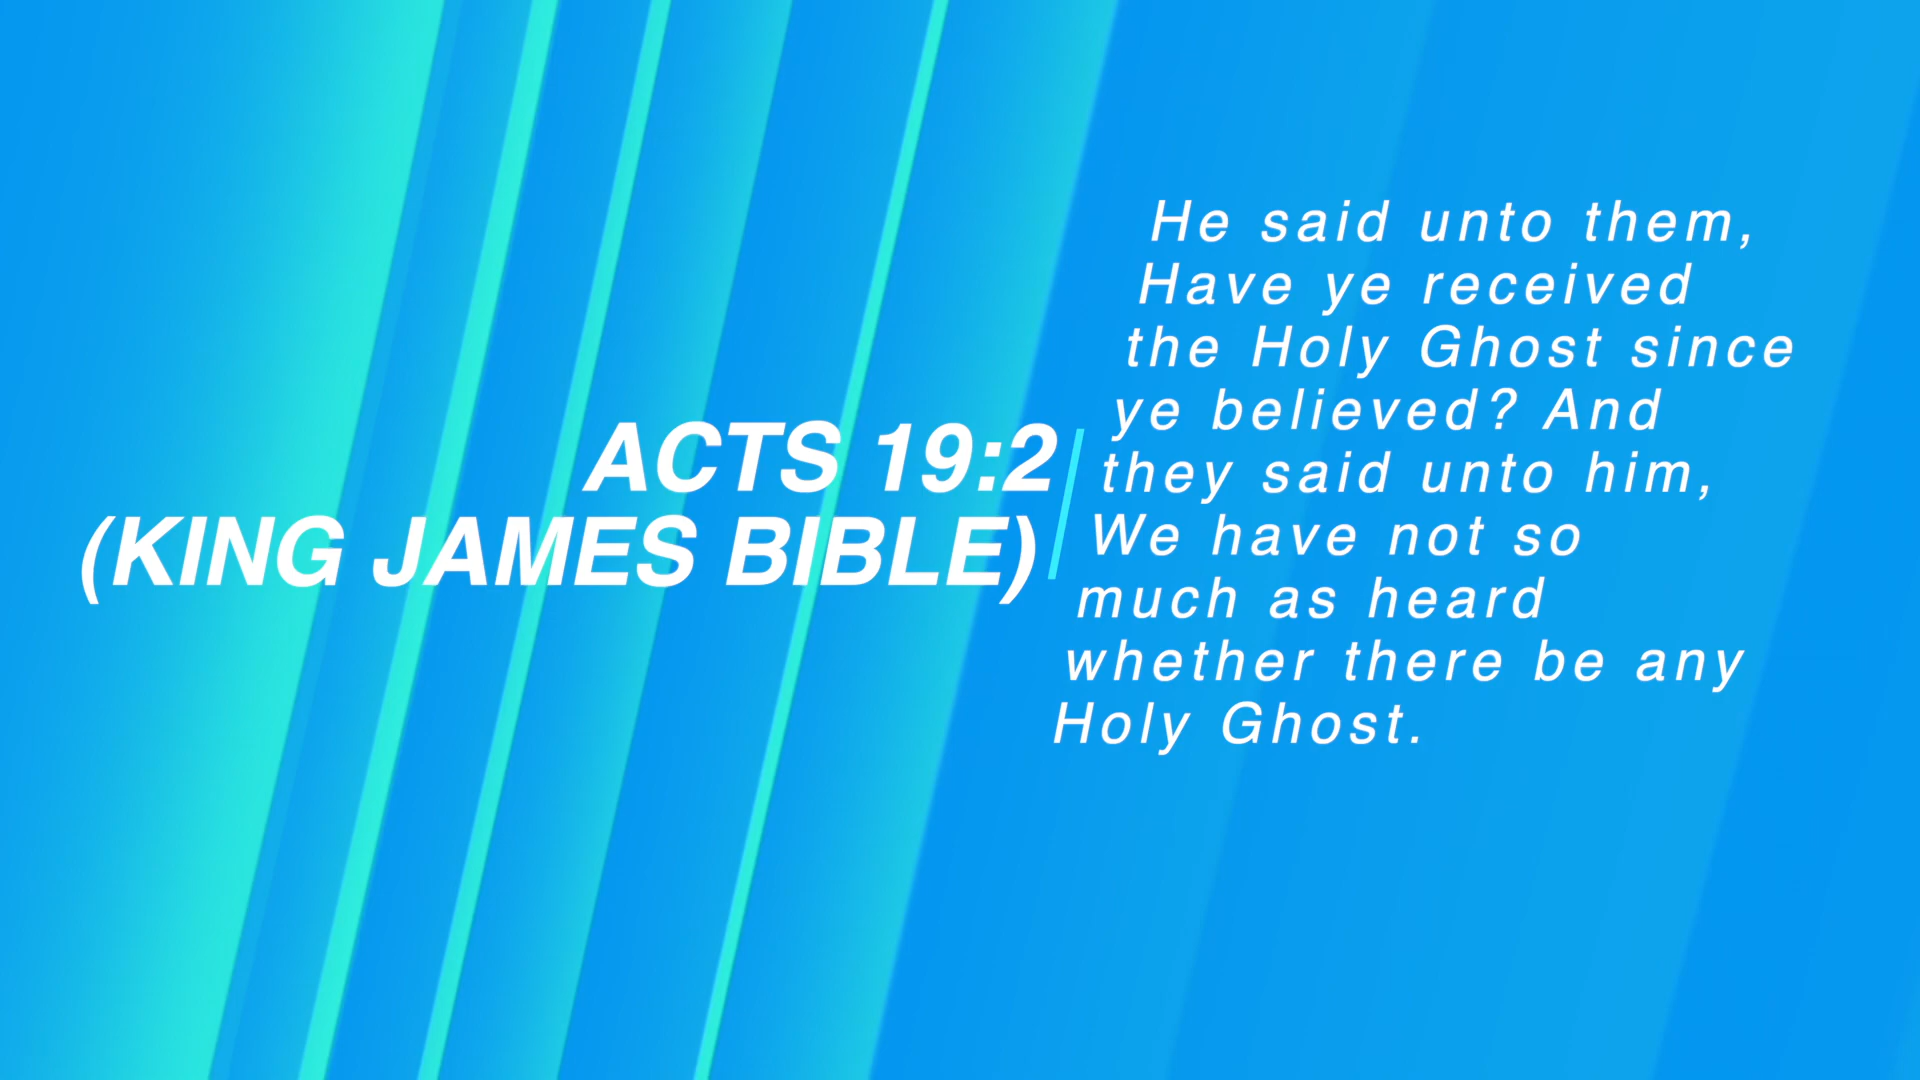 ACTS 19:2
(KING JAMES BIBLE)
He said unto them,
Have ye received
the Holy Ghost since
ye believed? And
they said unto him,
We have not so
much as heard
whether there be any
Holy Ghost.